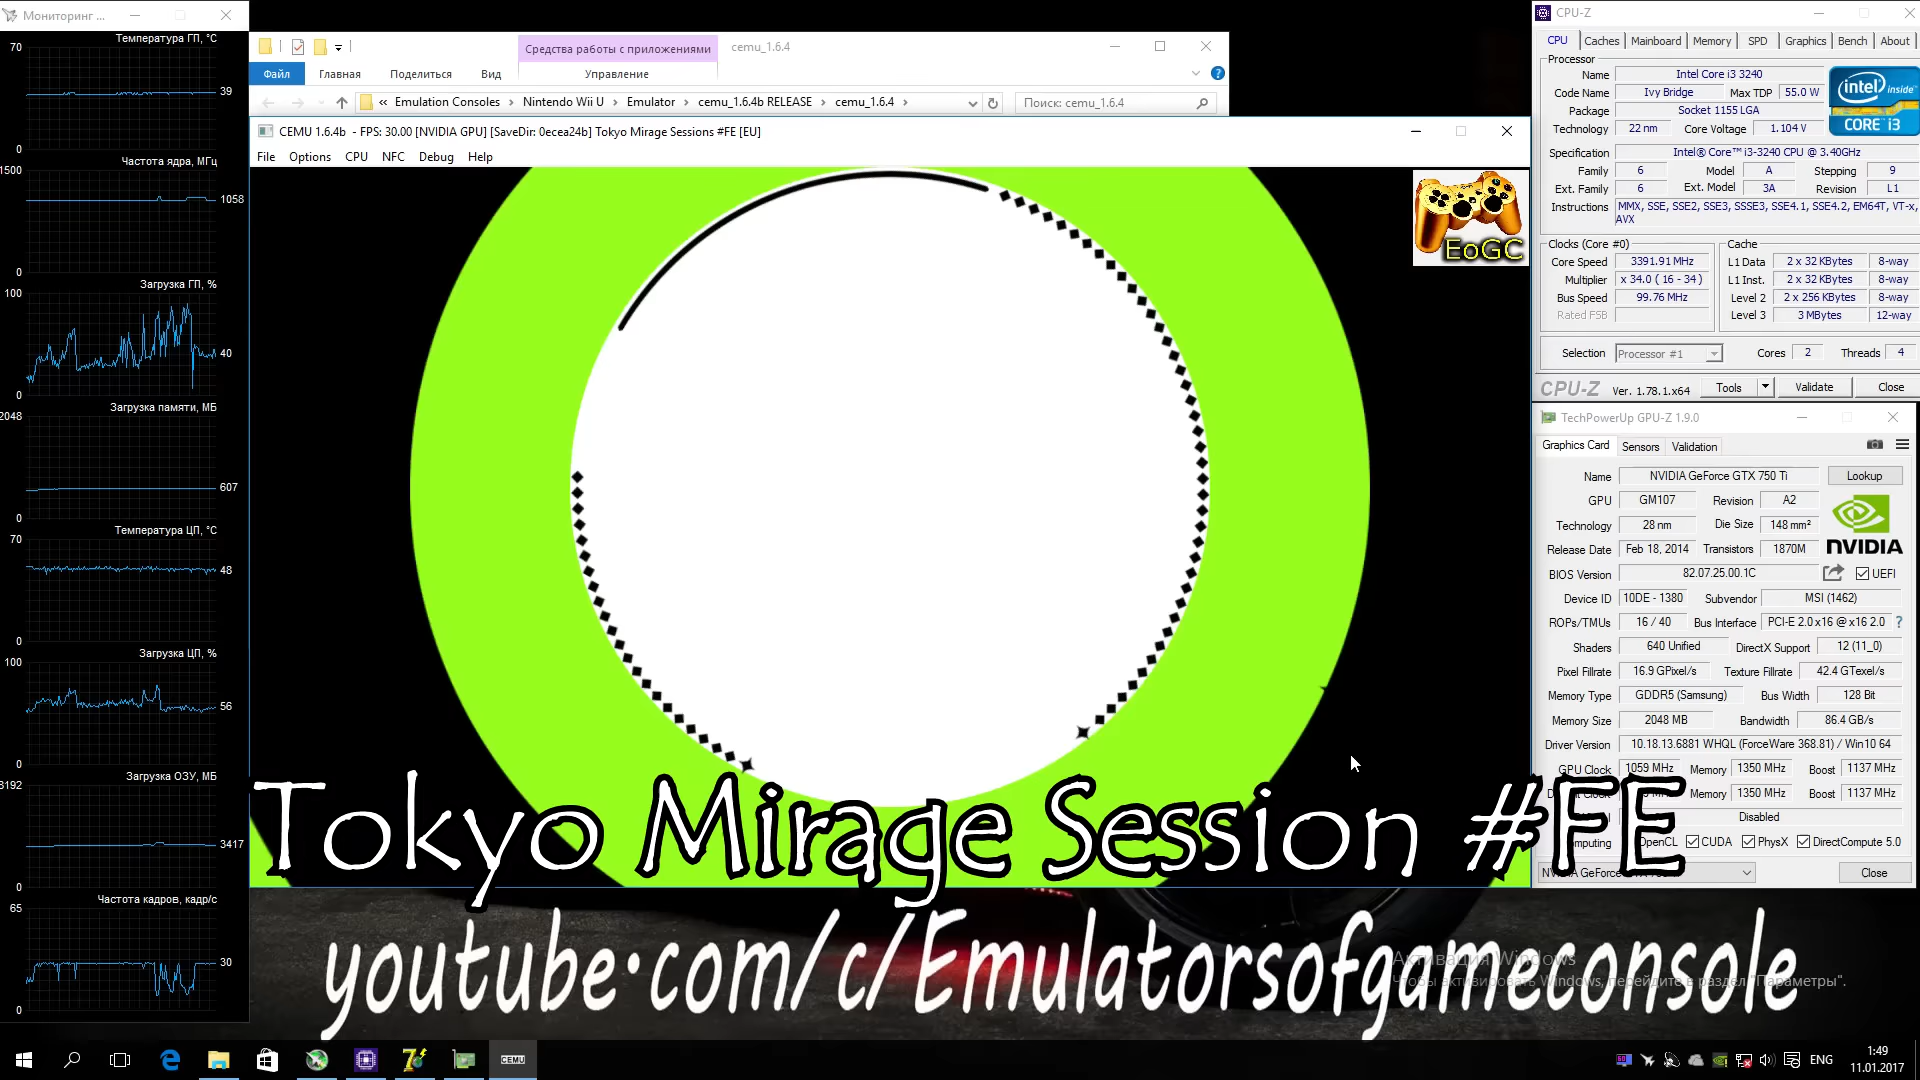 Мониторинг ...
Температура ГП, °C
70
39
0
Частота ядра, МГц
1500
1058
0
Загрузка ГП, %
100
40
0
Загрузка памяти, МБ
2048
607
0
Температура ЦП, °C
70
48
0
Загрузка ЦП, %
100
56
0
Загрузка ОЗУ, МБ
8192
3417
0
Частота кадров, кадр/с
65
30
0
Средства работы с приложениями
cemu_1.6.4
Файл
Главная
Поделиться
Вид
Управление
« Emulation Consoles › Nintendo Wii U › Emulator › cemu_1.6.4b RELEASE › cemu_1.6.4 ›
Поиск: cemu_1.6.4
CEMU 1.6.4b - FPS: 30.00 [NVIDIA GPU] [SaveDir: 0ecea24b] Tokyo Mirage Sessions #FE [EU]
File Options CPU NFC Debug Help
EoGC
Tokyo Mirage Session #FE
youtube.com/c/Emulatorsofgameconsole
CPU-Z
CPU Caches Mainboard Memory SPD Graphics Bench About
Processor
Name Intel Core i3 3240
Code Name Ivy Bridge Max TDP 55.0 W
Package Socket 1155 LGA
Technology 22 nm Core Voltage 1.104 V
intel inside CORE i3
Specification Intel® Core™ i3-3240 CPU @ 3.40GHz
Family 6 Model A Stepping 9
Ext. Family 6 Ext. Model 3A Revision L1
Instructions MMX, SSE, SSE2, SSE3, SSSE3, SSE4.1, SSE4.2, EM64T, VT-x,
AVX
Clocks (Core #0)
Core Speed 3391.91 MHz
Multiplier x 34.0 ( 16 - 34 )
Bus Speed 99.76 MHz
Rated FSB
Cache
L1 Data 2 x 32 KBytes 8-way
L1 Inst. 2 x 32 KBytes 8-way
Level 2 2 x 256 KBytes 8-way
Level 3 3 MBytes 12-way
Selection Processor #1 Cores 2 Threads 4
CPU-Z Ver. 1.78.1.x64 Tools Validate Close
TechPowerUp GPU-Z 1.9.0
Graphics Card Sensors Validation
Name NVIDIA GeForce GTX 750 Ti Lookup
GPU GM107 Revision A2
Technology 28 nm Die Size 148 mm²
Release Date Feb 18, 2014 Transistors 1870M
NVIDIA
BIOS Version 82.07.25.00.1C UEFI
Device ID 10DE - 1380 Subvendor MSI (1462)
ROPs/TMUs 16 / 40 Bus Interface PCI-E 2.0 x16 @ x16 2.0 ?
Shaders 640 Unified DirectX Support 12 (11_0)
Pixel Fillrate 16.9 GPixel/s Texture Fillrate 42.4 GTexel/s
Memory Type GDDR5 (Samsung) Bus Width 128 Bit
Memory Size 2048 MB Bandwidth 86.4 GB/s
Driver Version 10.18.13.6881 WHQL (ForceWare 368.81) / Win10 64
GPU Clock 1059 MHz Memory 1350 MHz Boost 1137 MHz
Memory 1350 MHz Boost 1137 MHz
Disabled
OpenCL CUDA PhysX DirectCompute 5.0
Close
Активация Windows
Чтобы активировать Windows, перейдите в раздел "Параметры".
CEMU
ENG
1:49
11.01.2017